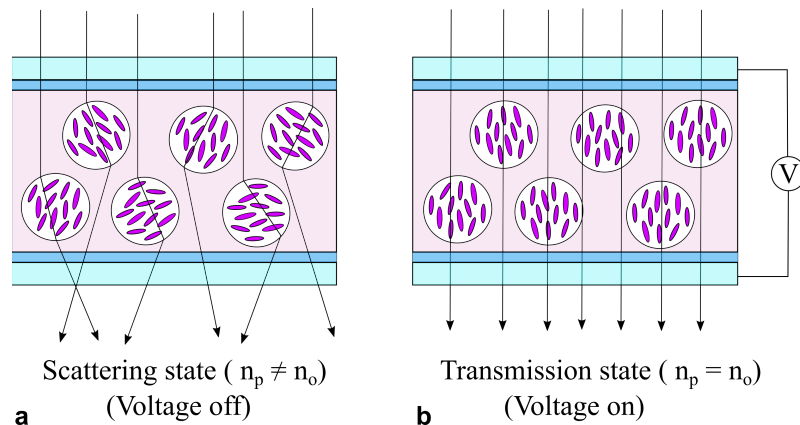 V
Scattering state ( nₚ ≠ nₒ)
(Voltage off)
a
Transmission state ( nₚ = nₒ)
(Voltage on)
b